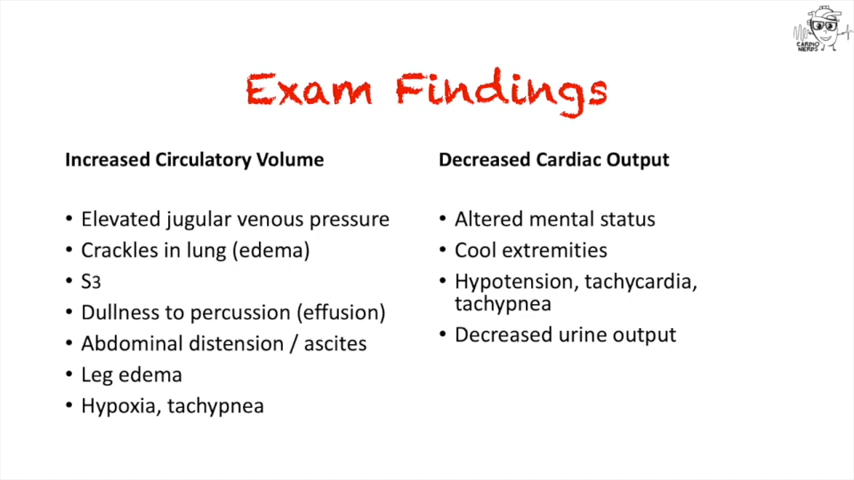 CARDIO
NERDS
Exam Findings
Increased Circulatory Volume
• Elevated jugular venous pressure
• Crackles in lung (edema)
• S3
• Dullness to percussion (effusion)
• Abdominal distension / ascites
• Leg edema
• Hypoxia, tachypnea
Decreased Cardiac Output
• Altered mental status
• Cool extremities
• Hypotension, tachycardia,
tachypnea
• Decreased urine output